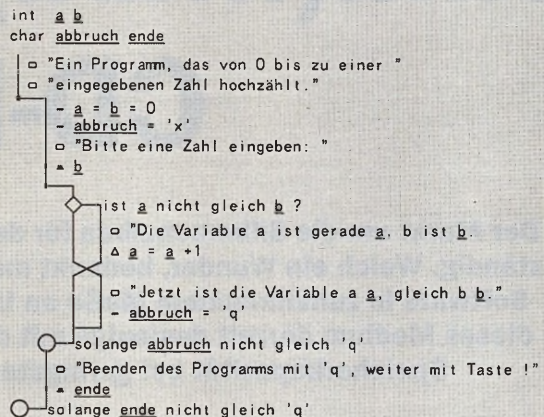 int a b
char abbruch ende
▫ "Ein Programm, das von 0 bis zu einer "
▫ "eingegebenen Zahl hochzählt."
- a = b = 0
- abbruch = 'x'
▫ "Bitte eine Zahl eingeben: "
b
ist a nicht gleich b ?
▫ "Die Variable a ist gerade a, b ist b.
Δ a = a +1
▫ "Jetzt ist die Variable a a, gleich b b."
- abbruch = 'q'
solange abbruch nicht gleich 'q'
▫ "Beenden des Programms mit 'q', weiter mit Taste !"
ende
solange ende nicht gleich 'q'